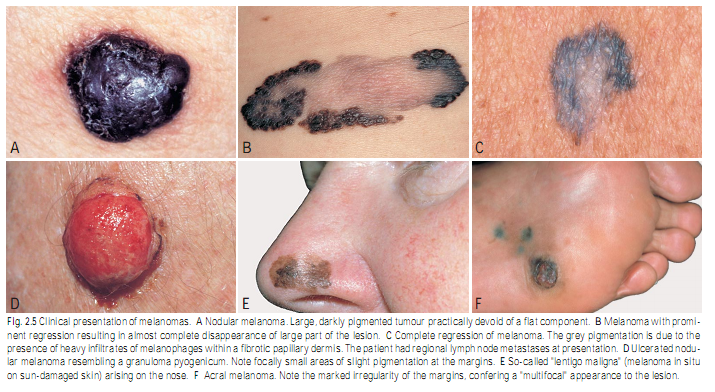 A
B
C
D
E
F
Fig. 2.5 Clinical presentation of melanomas. A Nodular melanoma. Large, darkly pigmented tumour practically devoid of a flat component. B Melanoma with promi-
nent regression resulting in almost complete disappearance of large part of the lesion. C Complete regression of melanoma. The grey pigmentation is due to the
presence of heavy infiltrates of melanophages within a fibrotic papillary dermis. The patient had regional lymph node metastases at presentation. D Ulcerated nodu-
lar melanoma resembling a granuloma pyogenicum. Note focally small areas of slight pigmentation at the margins. E So-called "lentigo maligna" (melanoma in situ
on sun-damaged skin) arising on the nose. F Acral melanoma. Note the marked irregularity of the margins, confering a "multifocal" appearance to the lesion.